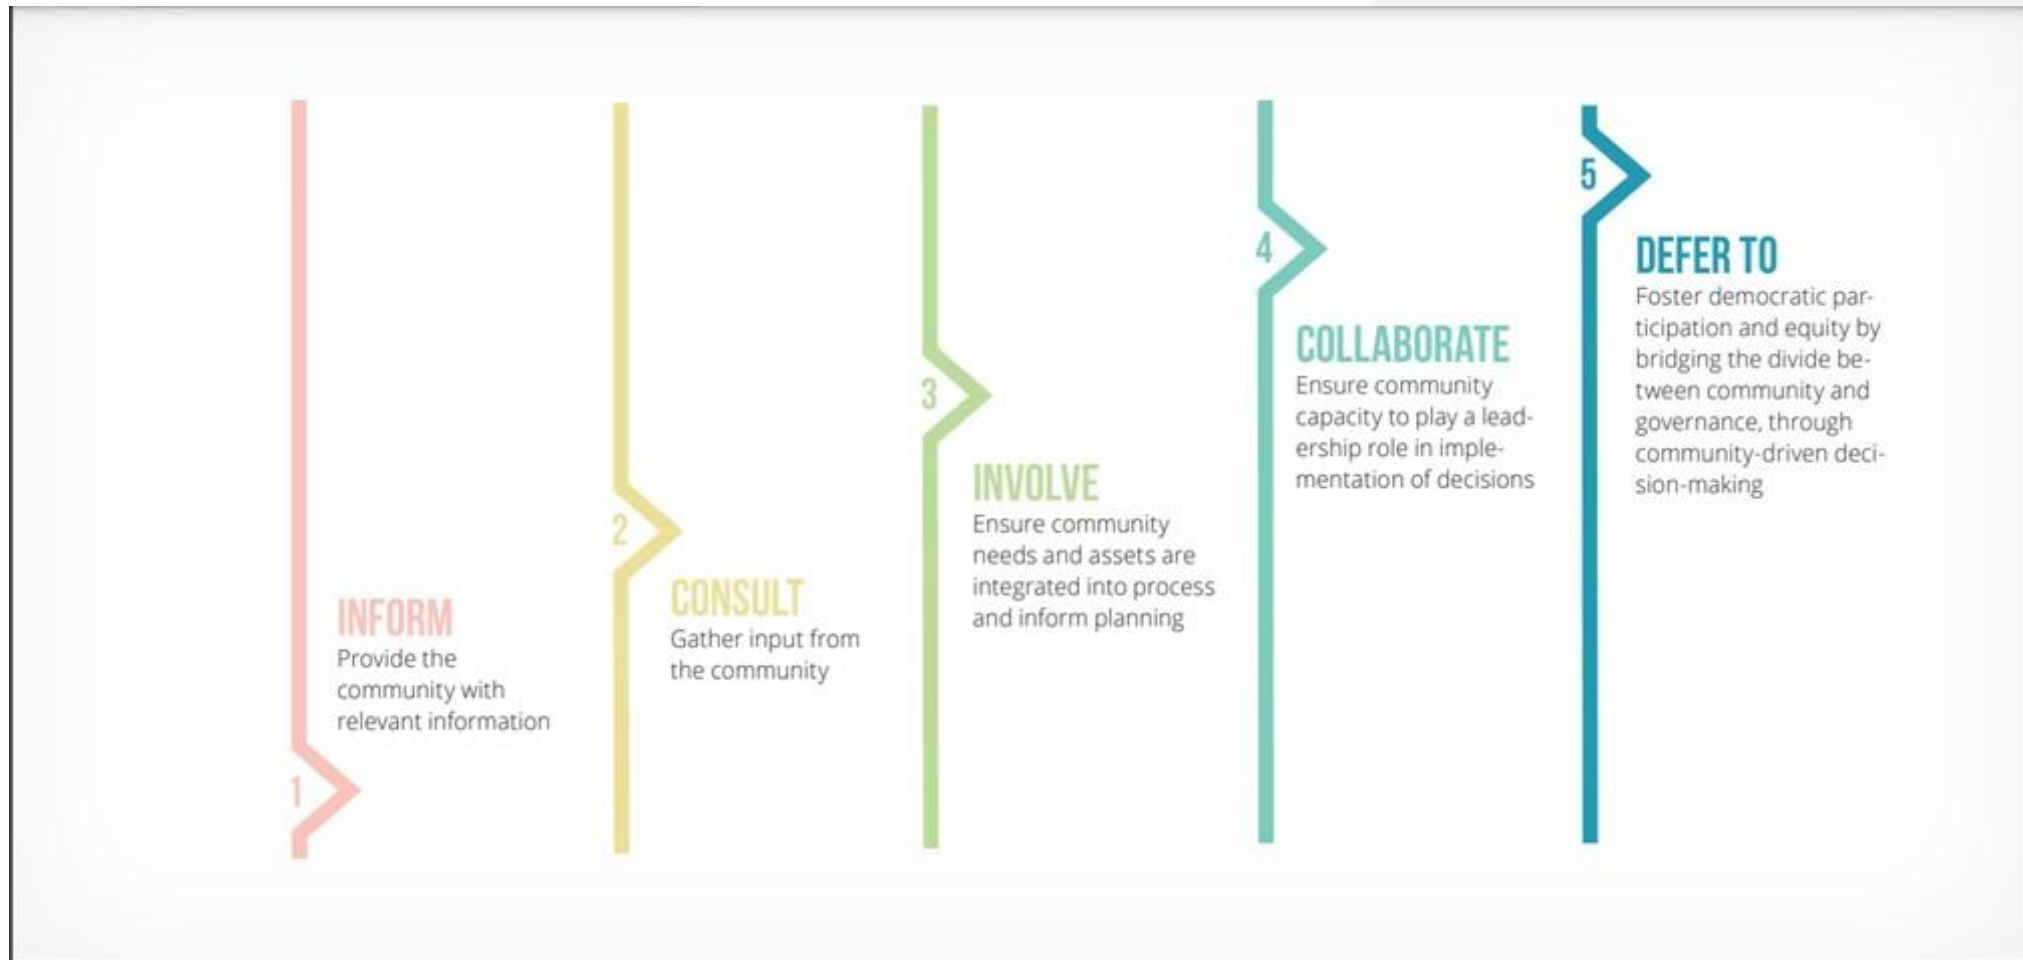 1
INFORM
Provide the
community with
relevant information
2
CONSULT
Gather input from
the community
3
INVOLVE
Ensure community
needs and assets are
integrated into process
and inform planning
4
COLLABORATE
Ensure community
capacity to play a lead-
ership role in imple-
mentation of decisions
5
DEFER TO
Foster democratic par-
ticipation and equity by
bridging the divide be-
tween community and
governance, through
community-driven deci-
sion-making